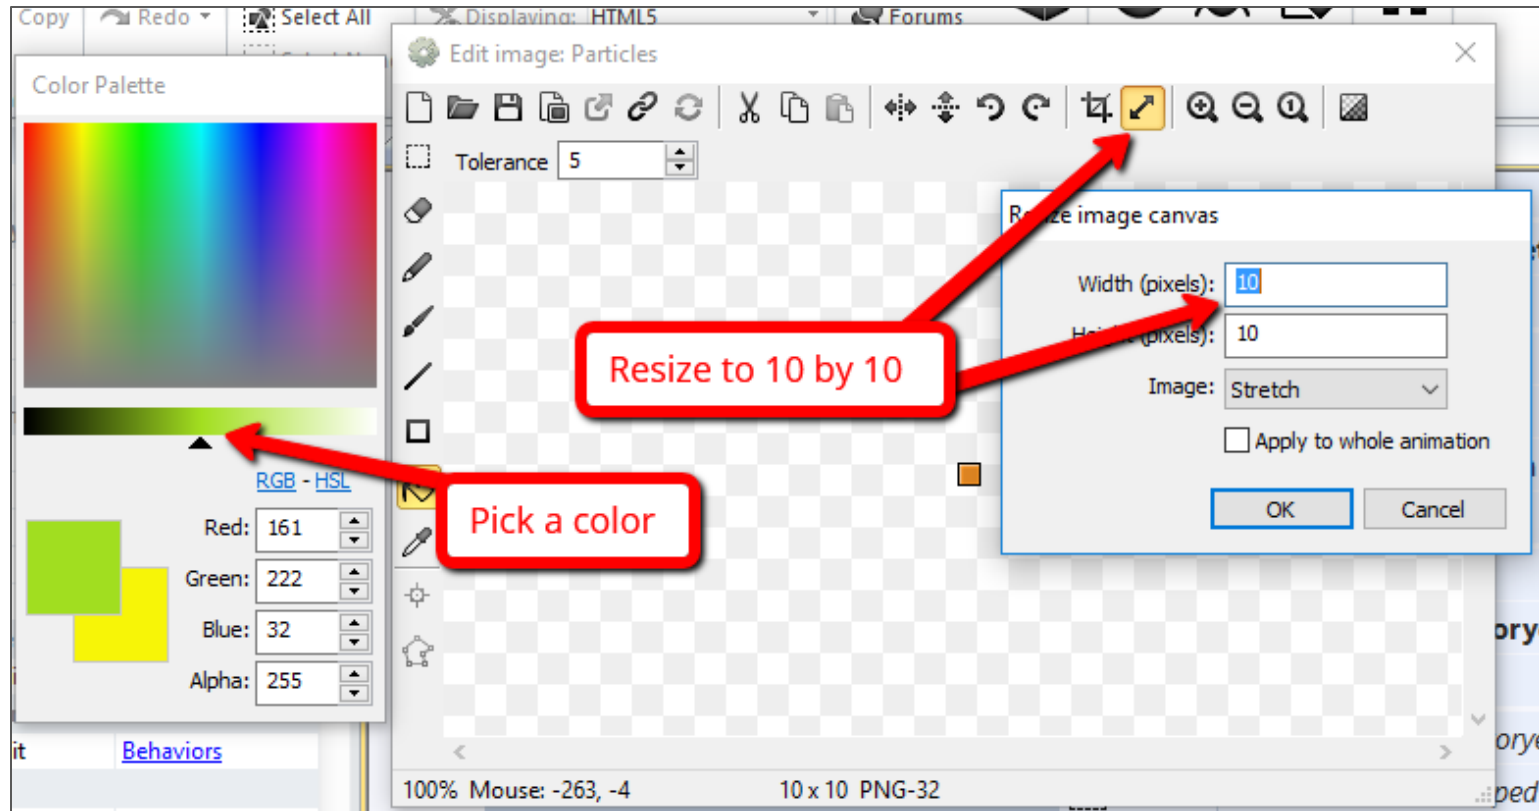 Copy
Redo
Select All
Displaying: HTML5
Forums
Color Palette
Edit image: Particles
Tolerance 5
Resize image canvas
Width (pixels): 10
Height (pixels): 10
Image: Stretch
Apply to whole animation
OK Cancel
Resize to 10 by 10
Pick a color
RGB - HSL
Red: 161
Green: 222
Blue: 32
Alpha: 255
it Behaviors
100% Mouse: -263, -4 10 x 10 PNG-32